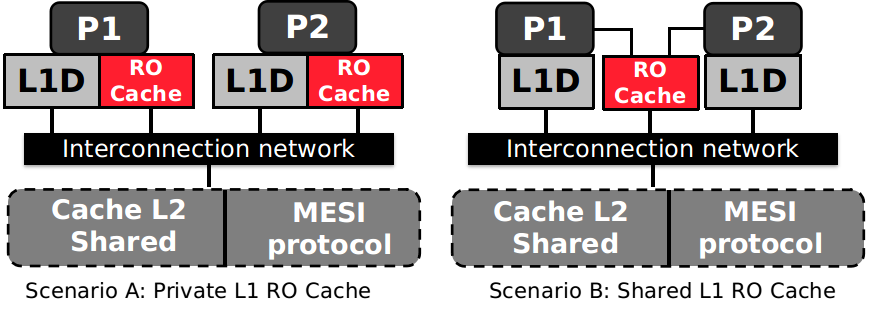 P1
P2
L1D
RO
Cache
L1D
RO
Cache
Interconnection network
Cache L2
Shared
MESI
protocol
Scenario A: Private L1 RO Cache
P1
P2
L1D
RO
Cache
L1D
Interconnection network
Cache L2
Shared
MESI
protocol
Scenario B: Shared L1 RO Cache